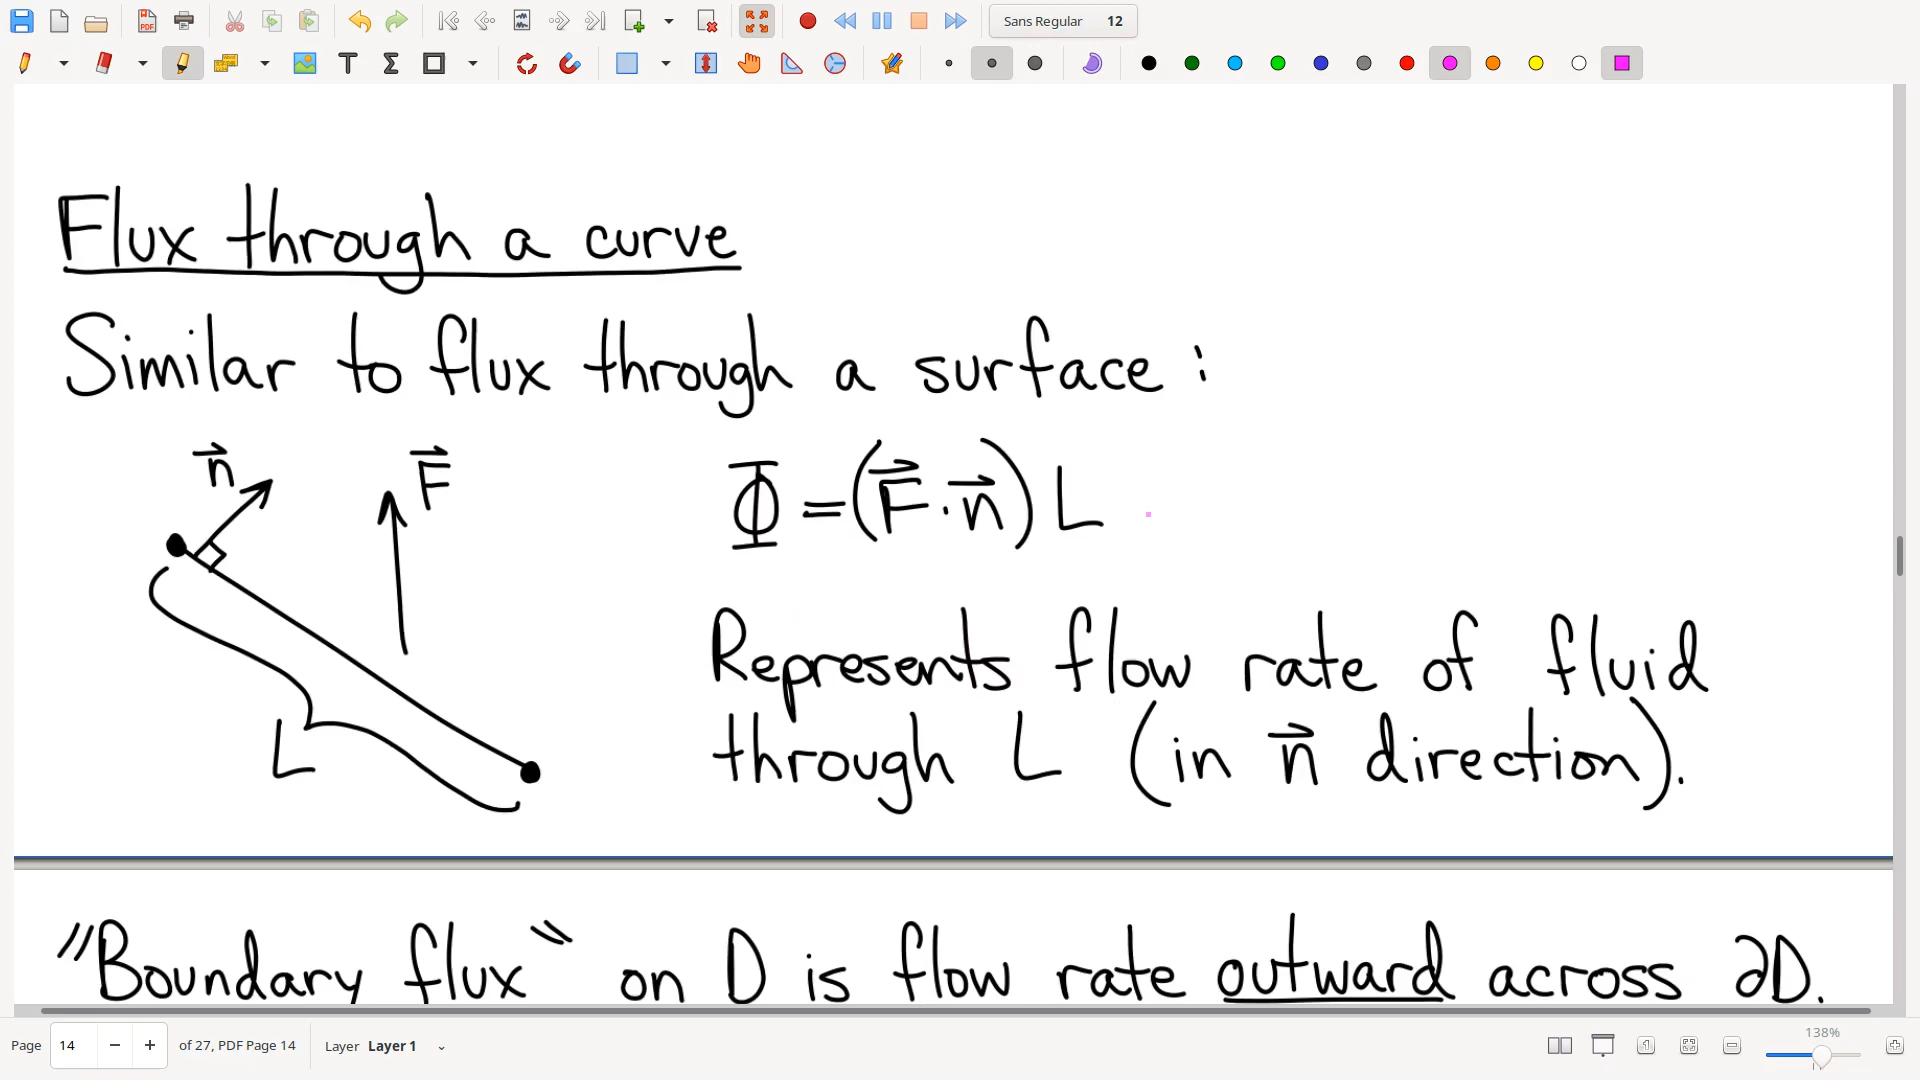 Sans Regular 12
Flux through a curve
Similar to flux through a surface :
n⃗ F⃗ Φ = (F⃗ · n⃗) L
L
Represents flow rate of fluid
through L (in n⃗ direction).
"Boundary flux" on D is flow rate outward across ∂D.
Page 14 − + of 27, PDF Page 14 Layer Layer 1 138%